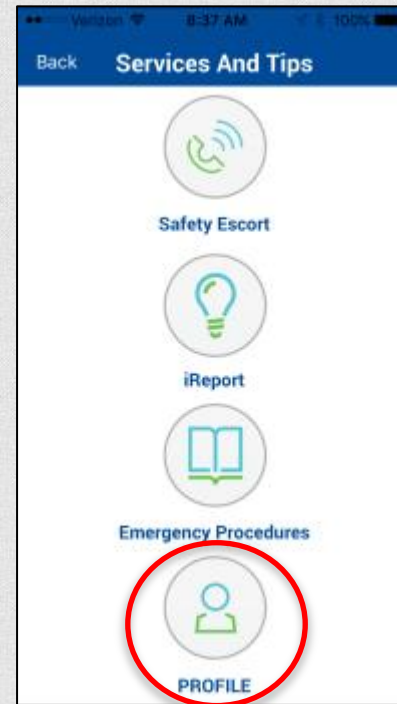 Verizon 8:37 AM 100%
Back Services And Tips
Safety Escort
iReport
Emergency Procedures
PROFILE